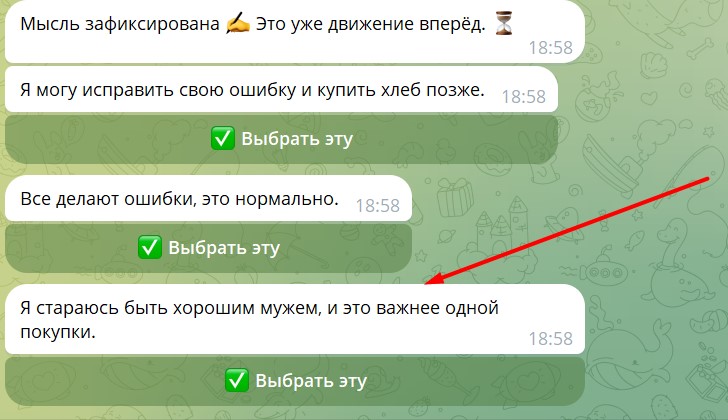 Мысль зафиксирована ✍️ Это уже движение вперёд. ⏳
18:58
Я могу исправить свою ошибку и купить хлеб позже. 18:58
✅ Выбрать эту
Все делают ошибки, это нормально. 18:58
✅ Выбрать эту
Я стараюсь быть хорошим мужем, и это важнее одной
покупки.
18:58
✅ Выбрать эту